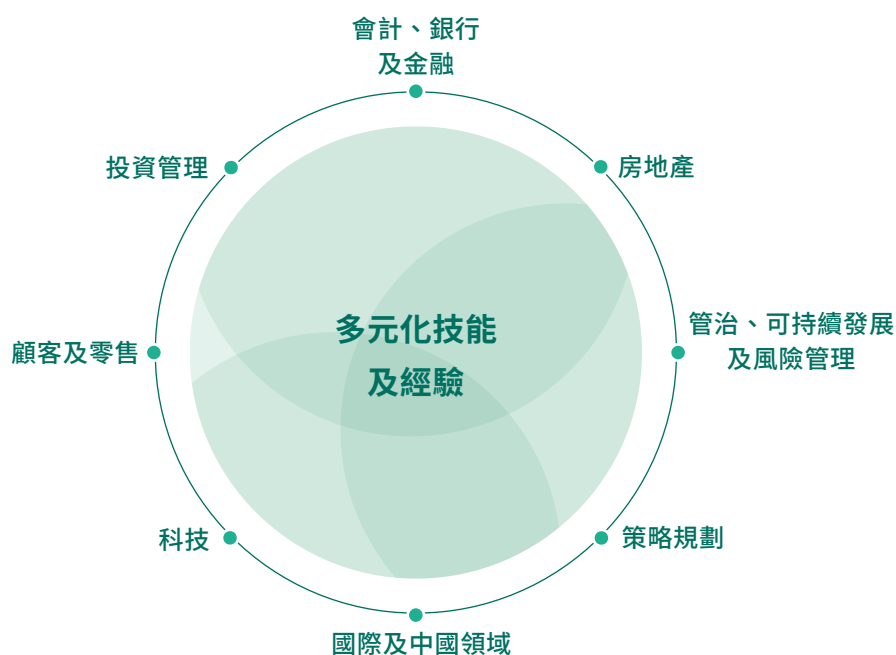 會計、銀行
及金融
投資管理
房地產
多元化技能
及經驗
管治、可持續發展
及風險管理
顧客及零售
科技
策略規劃
國際及中國領域